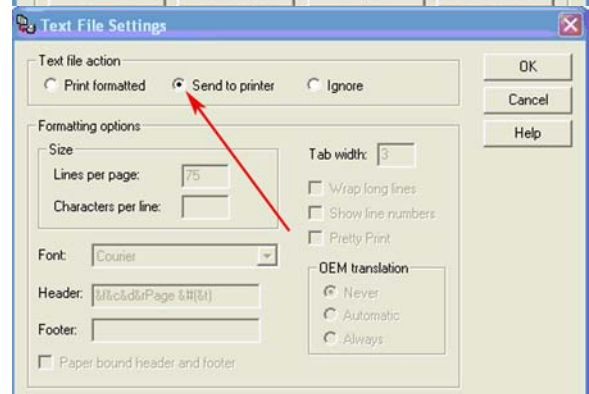 Text File Settings
Text file action
Print formatted Send to printer Ignore
OK
Cancel
Help
Formatting options
Size
Lines per page: 75
Characters per line:
Tab width: 3
Wrap long lines
Show line numbers
Pretty Print
Font: Courier
Header: &f&c&d&rPage &#(&t)
Footer:
Paper bound header and footer
OEM translation
Never
Automatic
Always